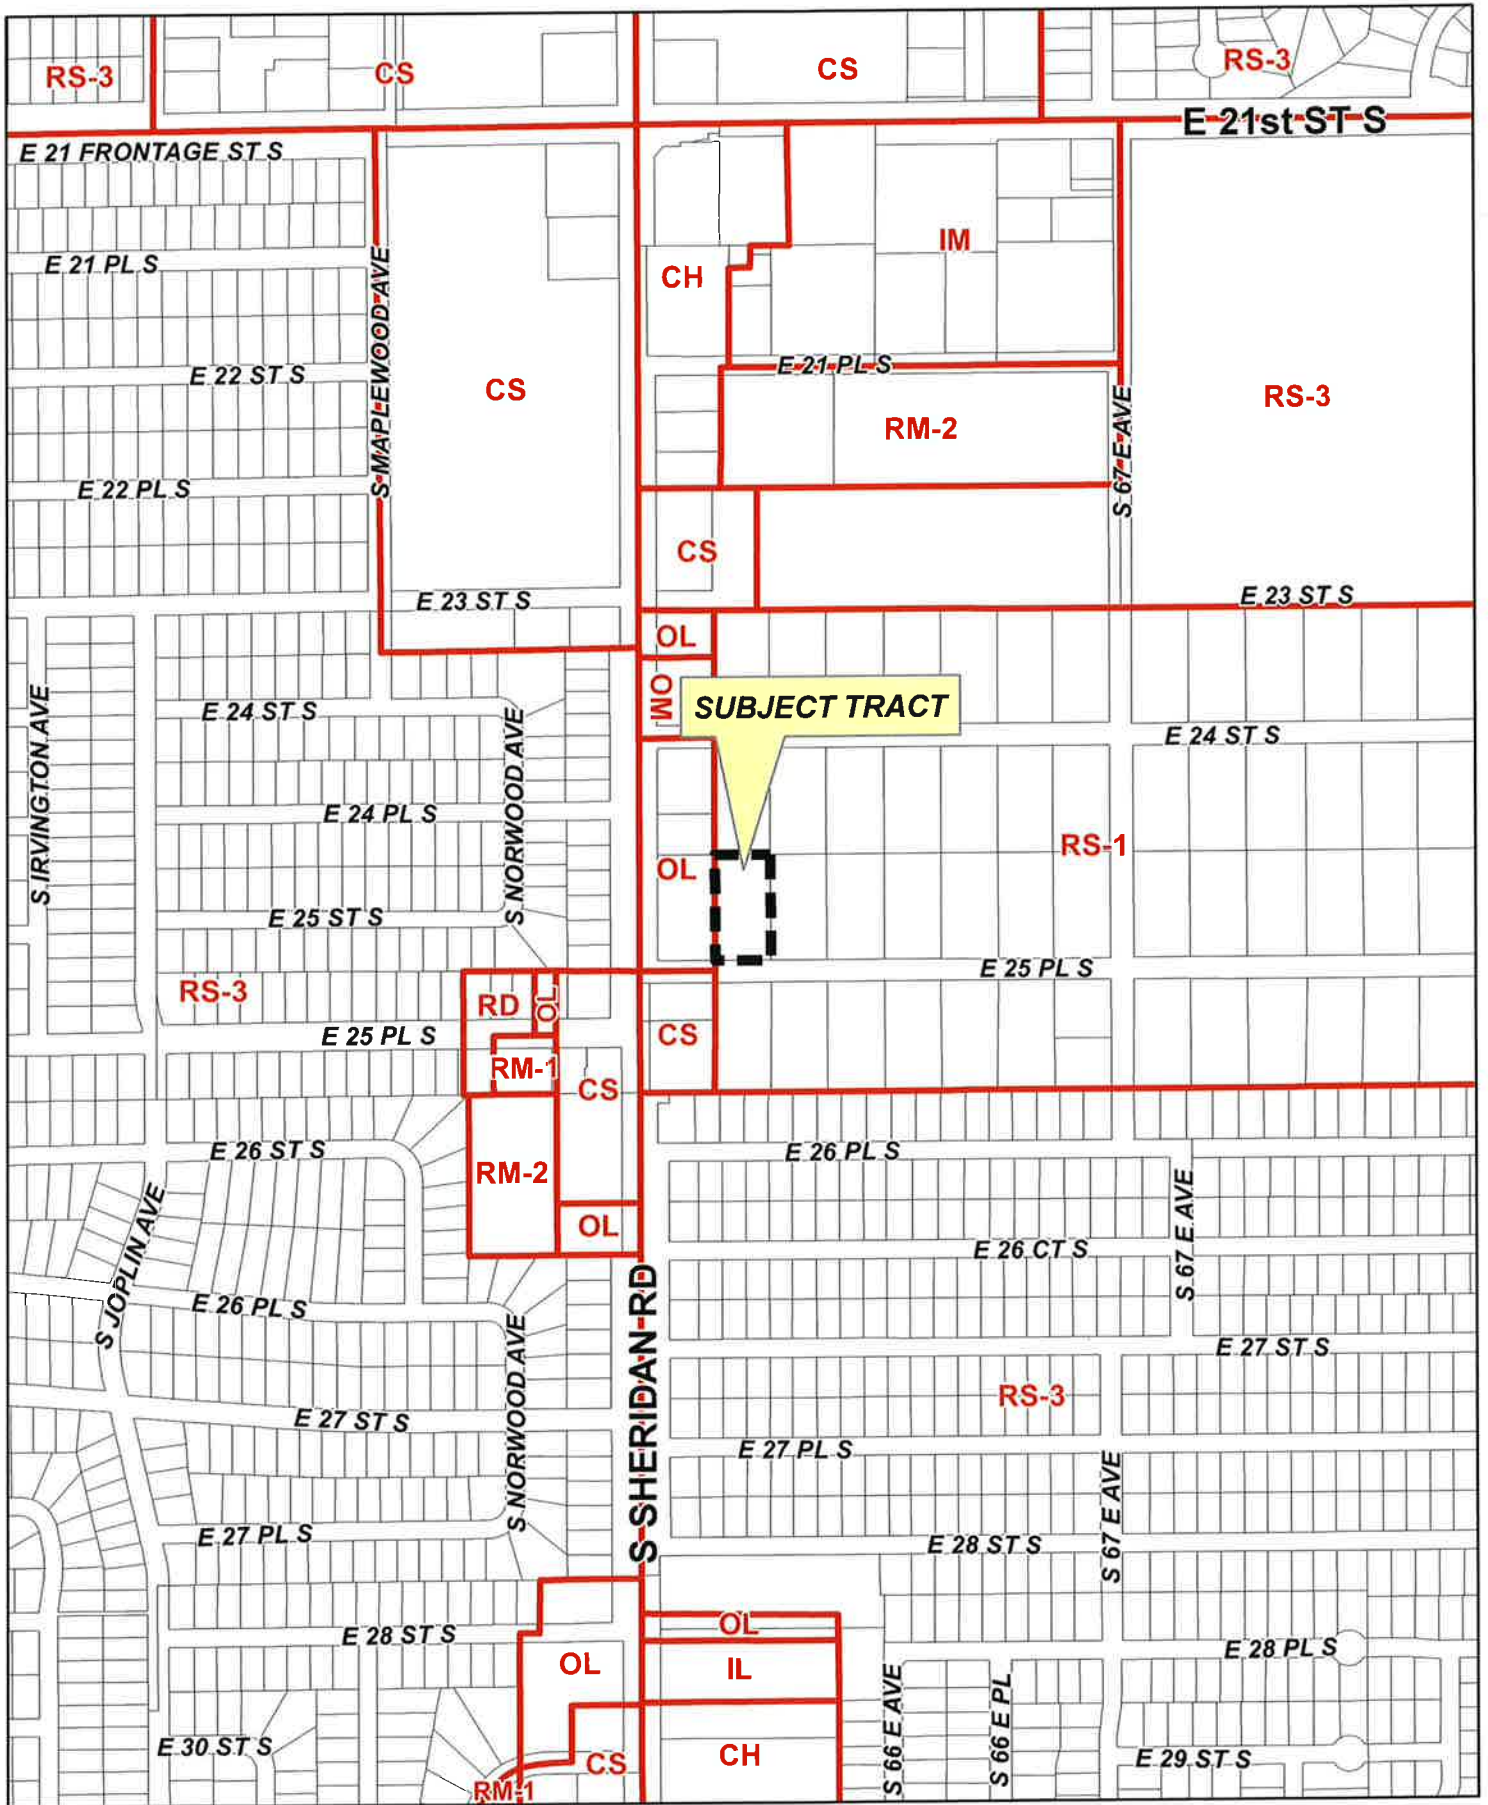 RS-3
CS
CS
RS-3
E 21st ST S
E 21 FRONTAGE ST S
IM
E 21 PL S
CH
S MAPLEWOOD AVE
E 21 PL S
E 22 ST S
CS
RS-3
RM-2
S 67 E AVE
E 22 PL S
CS
E 23 ST S
E 23 ST S
OL
OM
SUBJECT TRACT
S IRVINGTON AVE
E 24 ST S
S NORWOOD AVE
E 24 ST S
E 24 PL S
RS-1
OL
E 25 ST S
E 25 PL S
RS-3
RD
OL
E 25 PL S
CS
RM-1
CS
E 26 ST S
E 26 PL S
RM-2
S 67 E AVE
S JOPLIN AVE
OL
E 26 CT S
E 26 PL S
S SHERIDAN RD
S NORWOOD AVE
E 27 ST S
RS-3
E 27 ST S
E 27 PL S
S 67 E AVE
E 27 PL S
E 28 ST S
OL
E 28 ST S
E 28 PL S
OL
IL
S 66 E AVE
S 66 E PL
E 30 ST S
CS
CH
E 29 ST S
RM-1